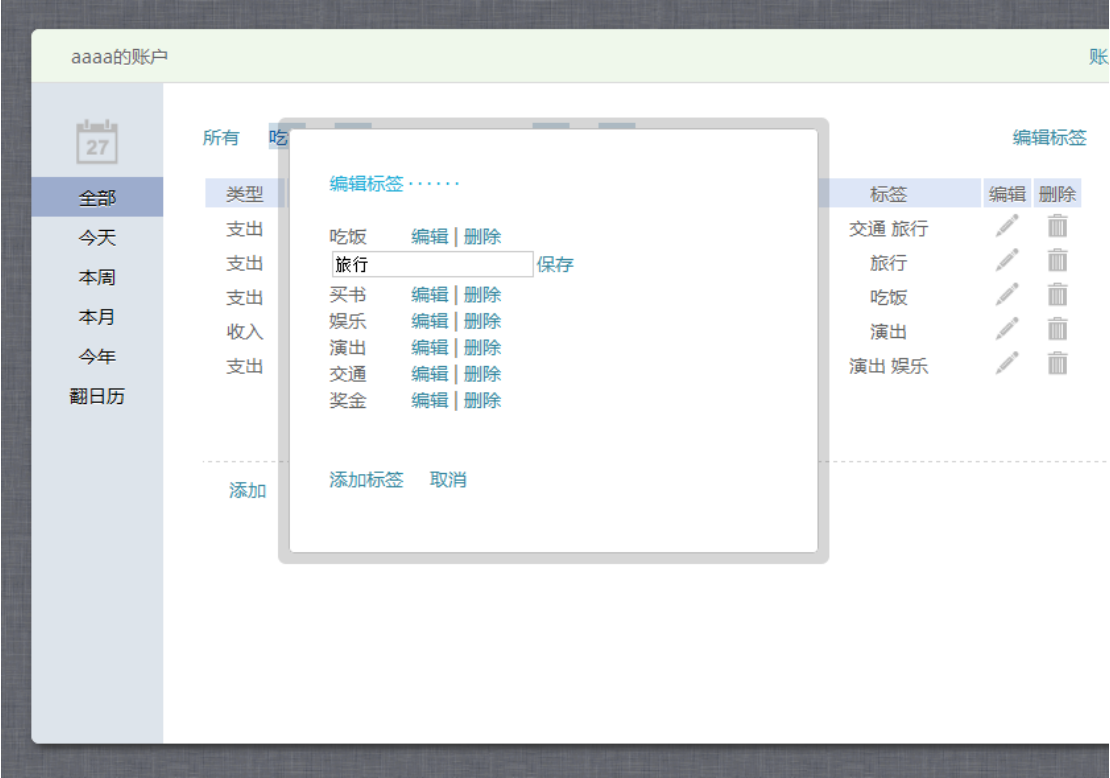 aaaa的账户
账
27
全部
今天
本周
本月
今年
翻日历
所有 吃 编辑标签
类型 标签 编辑 删除
支出 交通 旅行
支出 旅行
支出 吃饭
收入 演出
支出 演出 娱乐
添加
编辑标签 · · · · · ·
吃饭 编辑 | 删除
旅行 保存
买书 编辑 | 删除
娱乐 编辑 | 删除
演出 编辑 | 删除
交通 编辑 | 删除
奖金 编辑 | 删除
添加标签 取消